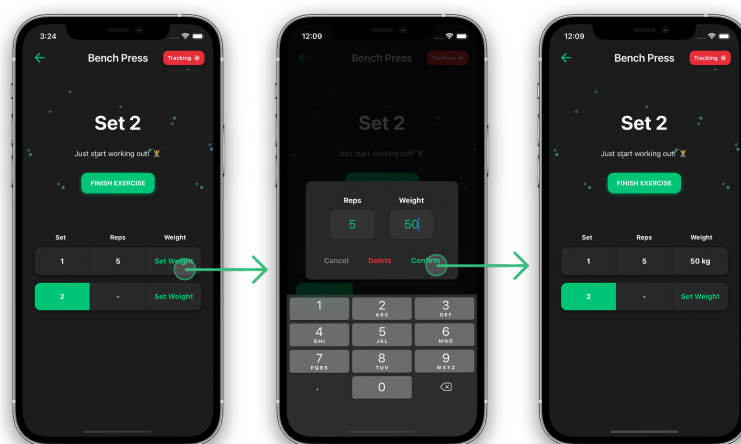 3:24
Bench Press Tracking
Set 2
Just start working out! 🏋️
FINISH EXERCISE
Set Reps Weight
1 5 Set Weight
2 - Set Weight
12:09
Bench Press Tracking
Set 2
Just start working out!
Reps Weight
5 50
Cancel Delete Confirm
1 2 3
ABC DEF
4 5 6
GHI JKL MNO
7 8 9
PQRS TUV WXYZ
. 0
12:09
Bench Press Tracking
Set 2
Just start working out! 🏋️
FINISH EXERCISE
Set Reps Weight
1 5 50 kg
2 - Set Weight